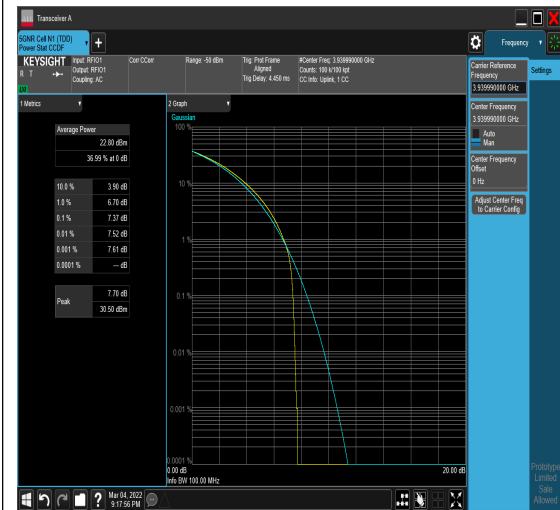 Transceiver A
5GNR Cell N1 (TDD)
Power Stat CCDF
+
Frequency
KEYSIGHT
R T
Input: RFIO1
Output: RFIO1
Coupling: AC
Corr CCorr
Range: -50 dBm
Trig: Prot Frame
Aligned
Trig Delay: 4.450 ms
#Center Freq: 3.939990000 GHz
Counts: 100 k/100 kpt
CC Info: Uplink, 1 CC
Carrier Reference
Frequency
3.939990000 GHz
Settings
Center Frequency
3.939990000 GHz
Auto
Man
Center Frequency
Offset
0 Hz
Adjust Center Freq
to Carrier Config
1 Metrics
Average Power
22.80 dBm
36.99 % at 0 dB
10.0 % 3.90 dB
1.0 % 6.70 dB
0.1 % 7.37 dB
0.01 % 7.52 dB
0.001 % 7.61 dB
0.0001 % --- dB
Peak
7.70 dB
30.50 dBm
2 Graph
Gaussian
100 %
10 %
1 %
0.1 %
0.01 %
0.001 %
0.0001 %
0.00 dB
20.00 dB
Info BW 100.00 MHz
Prototype
Limited
Sale
Allowed
?
Mar 04, 2022
9:17:56 PM